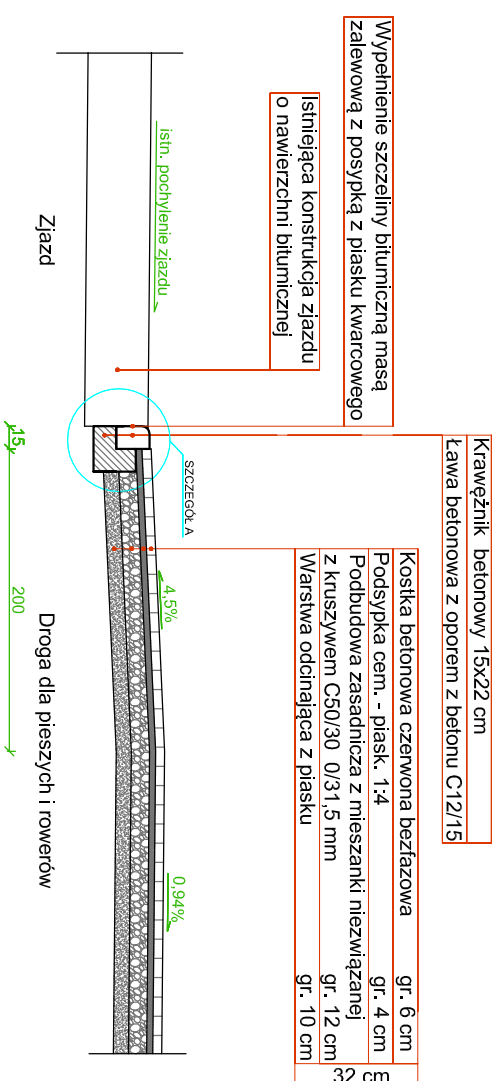 Krawężnik betonowy 15x22 cm
Ława betonowa z oporem z betonu C12/15
Wypełnienie szczeliny bitumiczną masą
zalewową z posypką z piasku kwarcowego
Istniejąca konstrukcja zjazdu
o nawierzchni bitumicznej
Kostka betonowa czerwona bezfazowa gr. 6 cm
Podsypka cem. - piask. 1:4 gr. 4 cm
Podbudowa zasadnicza z mieszanki niezwiązanej
z kruszywem C50/30 0/31,5 mm gr. 12 cm
Warstwa odcinająca z piasku gr. 10 cm
32 cm
SZCZEGÓŁ A
istn. pochylenie zjazdu
4,5%
0,94%
15
200
Zjazd
Droga dla pieszych i rowerów